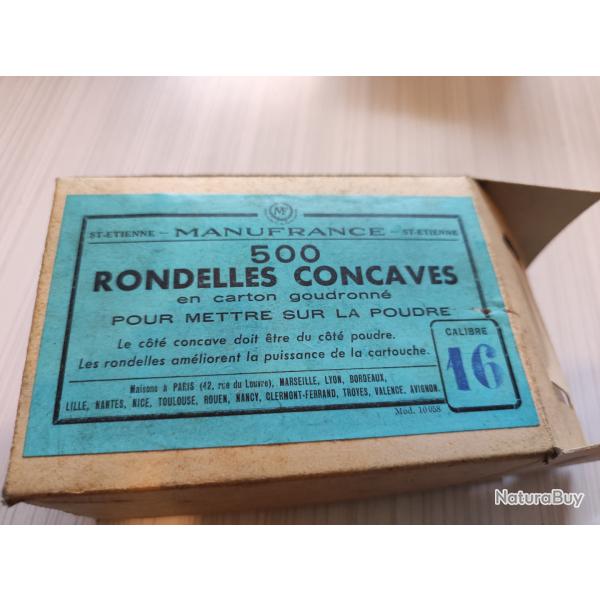 MF
ST-ETIENNE - MANUFRANCE - ST-ETIENNE
500
RONDELLES CONCAVES
en carton goudronné
POUR METTRE SUR LA POUDRE
Le côté concave doit être du côté poudre.
Les rondelles améliorent la puissance de la cartouche.
CALIBRE
16
Maisons à PARIS (42, rue du Louvre), MARSEILLE, LYON, BORDEAUX,
LILLE, NANTES, NICE, TOULOUSE, ROUEN, NANCY, CLERMONT-FERRAND, TROYES, VALENCE, AVIGNON.
Mod. 10058
NaturaBuy